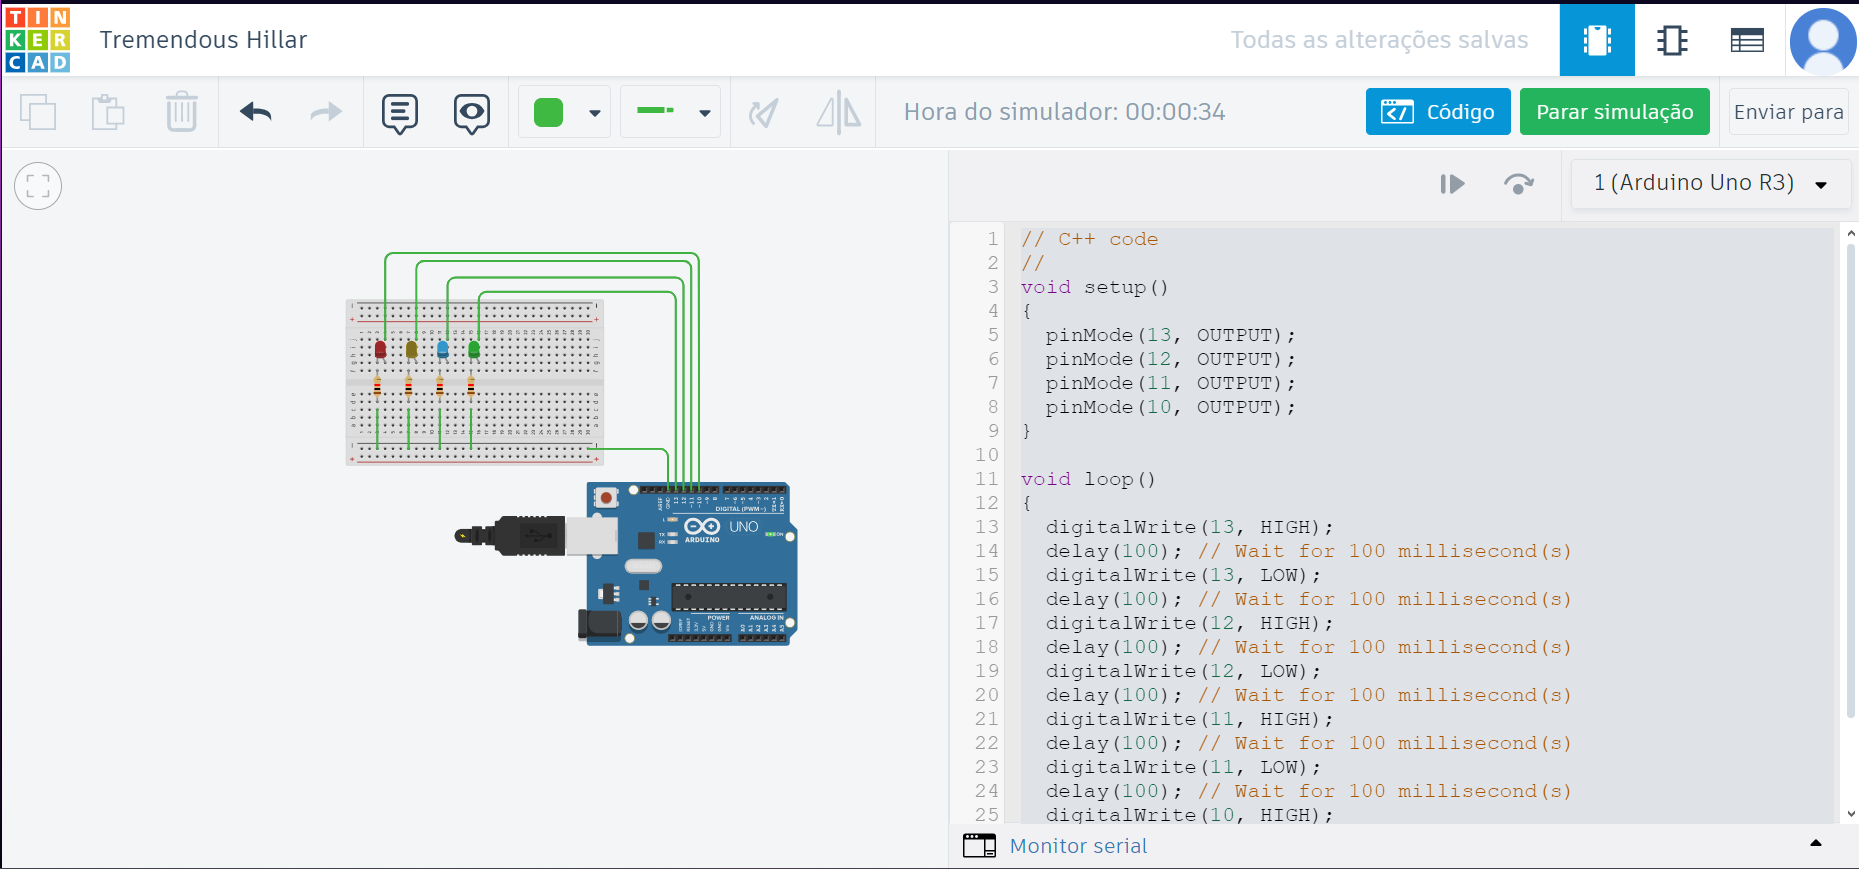 TIN
KER
CAD
Tremendous Hillar
Todas as alterações salvas
Hora do simulador: 00:00:34
Código
Parar simulação
Enviar para
1 (Arduino Uno R3)
1 // C++ code
2 //
3 void setup()
4 {
5 pinMode(13, OUTPUT);
6 pinMode(12, OUTPUT);
7 pinMode(11, OUTPUT);
8 pinMode(10, OUTPUT);
9 }
10
11 void loop()
12 {
13 digitalWrite(13, HIGH);
14 delay(100); // Wait for 100 millisecond(s)
15 digitalWrite(13, LOW);
16 delay(100); // Wait for 100 millisecond(s)
17 digitalWrite(12, HIGH);
18 delay(100); // Wait for 100 millisecond(s)
19 digitalWrite(12, LOW);
20 delay(100); // Wait for 100 millisecond(s)
21 digitalWrite(11, HIGH);
22 delay(100); // Wait for 100 millisecond(s)
23 digitalWrite(11, LOW);
24 delay(100); // Wait for 100 millisecond(s)
25 digitalWrite(10, HIGH);
Monitor serial
DIGITAL (PWM~)
UNO
ARDUINO
ON
POWER
ANALOG IN